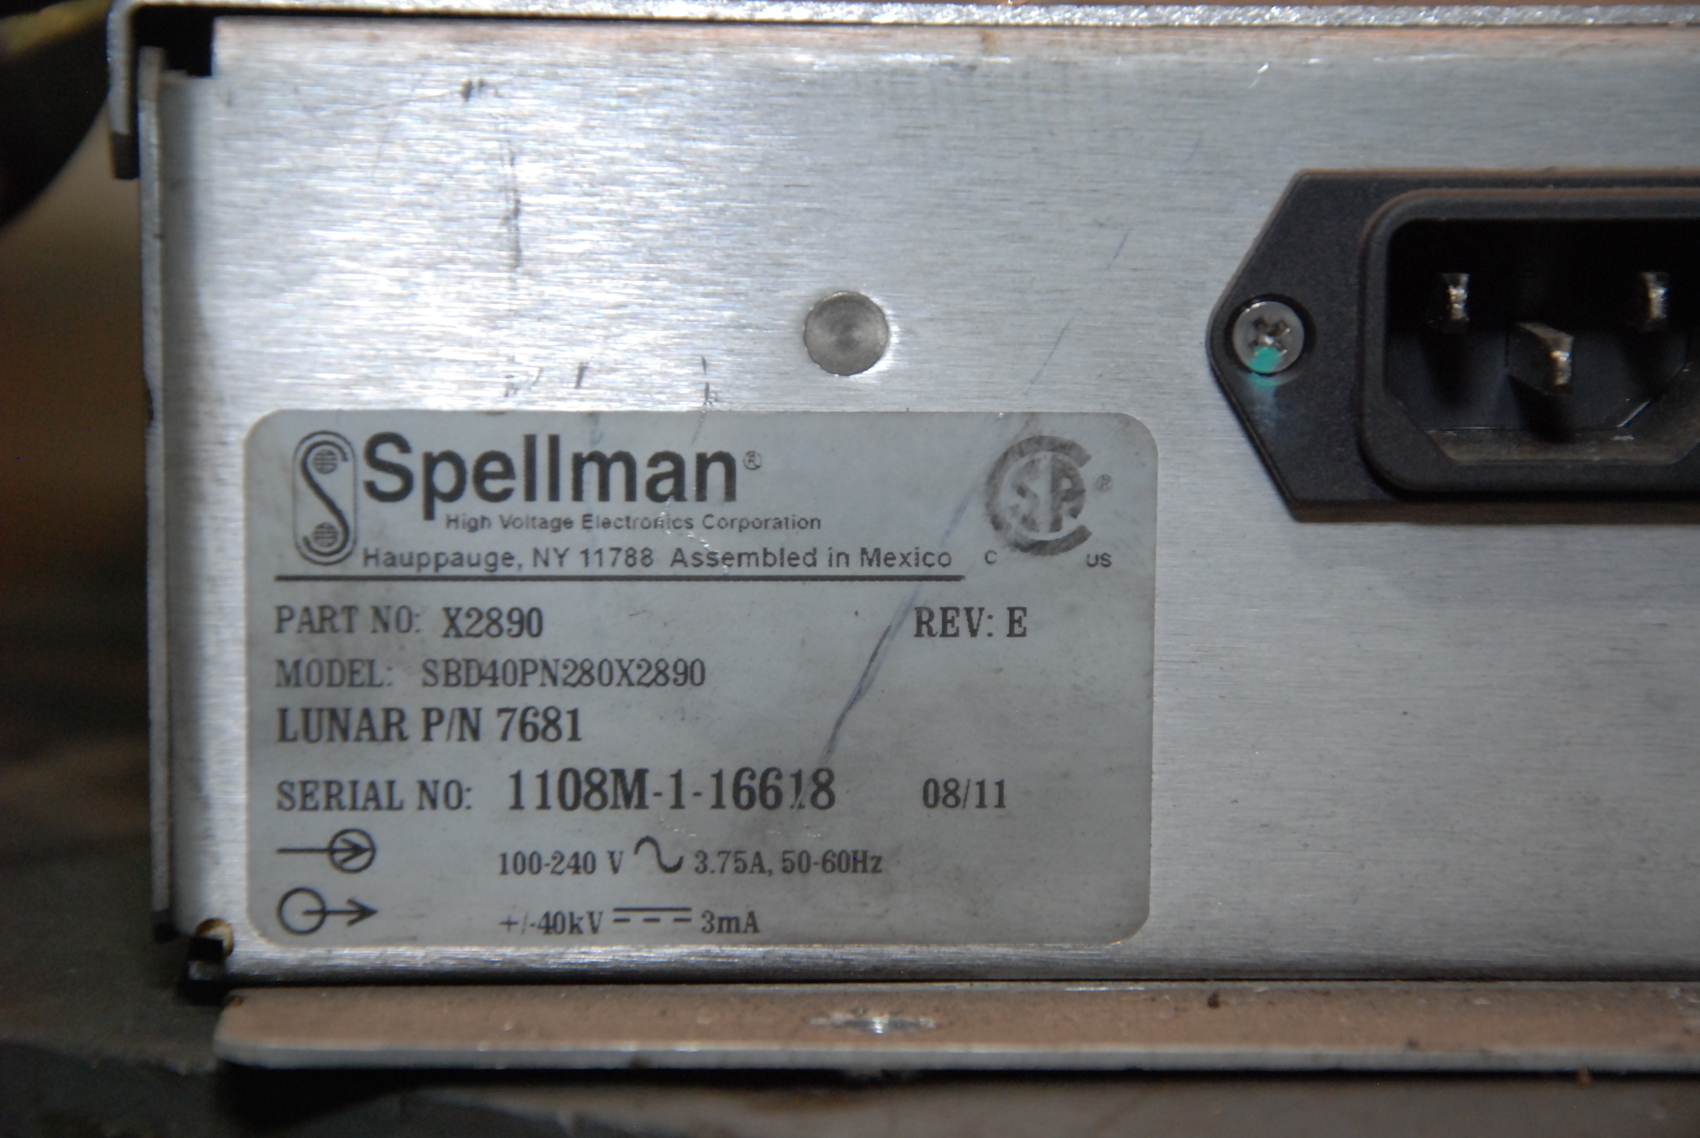 Spellman®
High Voltage Electronics Corporation
Hauppauge, NY 11788 Assembled in Mexico
CSA®
C US
PART NO: X2890 REV: E
MODEL: SBD40PN280X2890
LUNAR P/N 7681
SERIAL NO: 1108M-1-16618 08/11
100-240 V 3.75A, 50-60Hz
+/-40kV 3mA